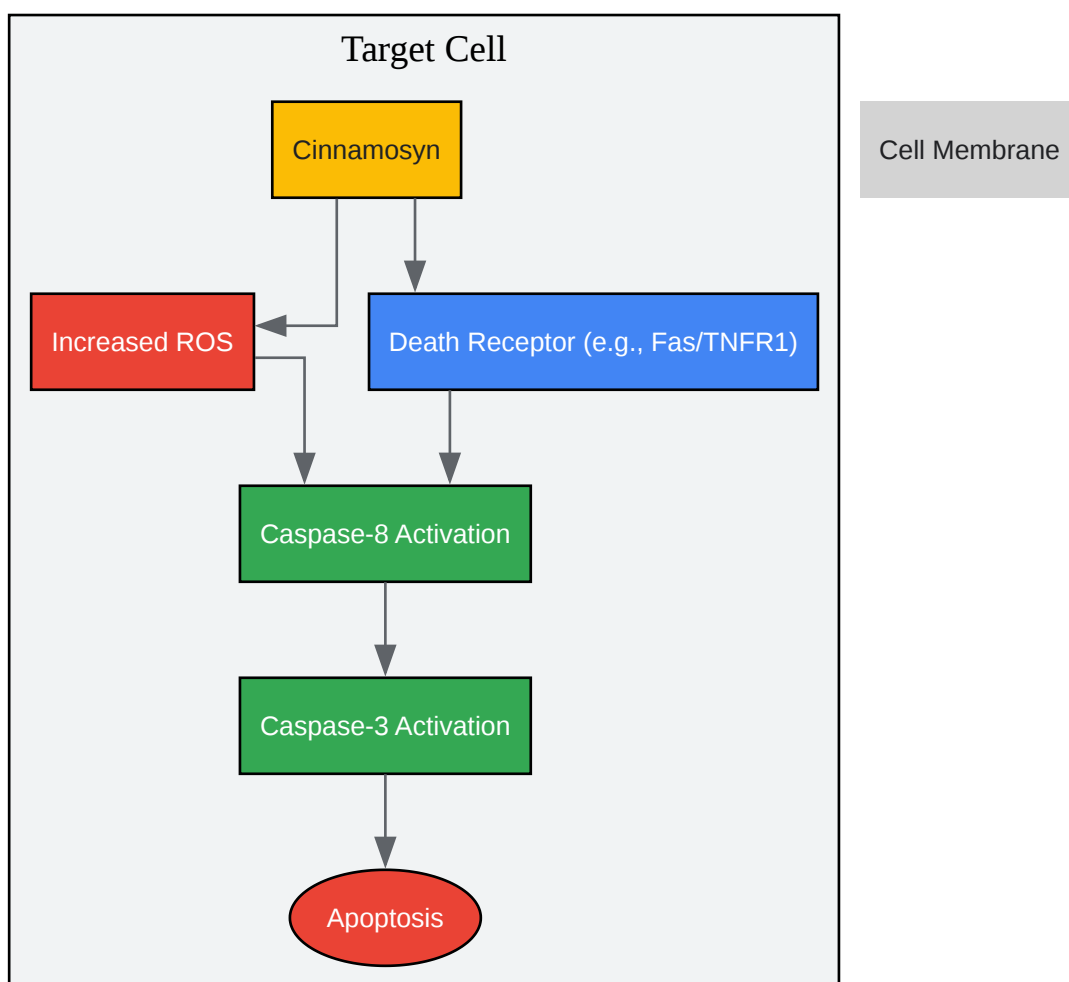 Target Cell
Cinnamosyn
Cell Membrane
Increased ROS
Death Receptor (e.g., Fas/TNFR1)
Caspase-8 Activation
Caspase-3 Activation
Apoptosis